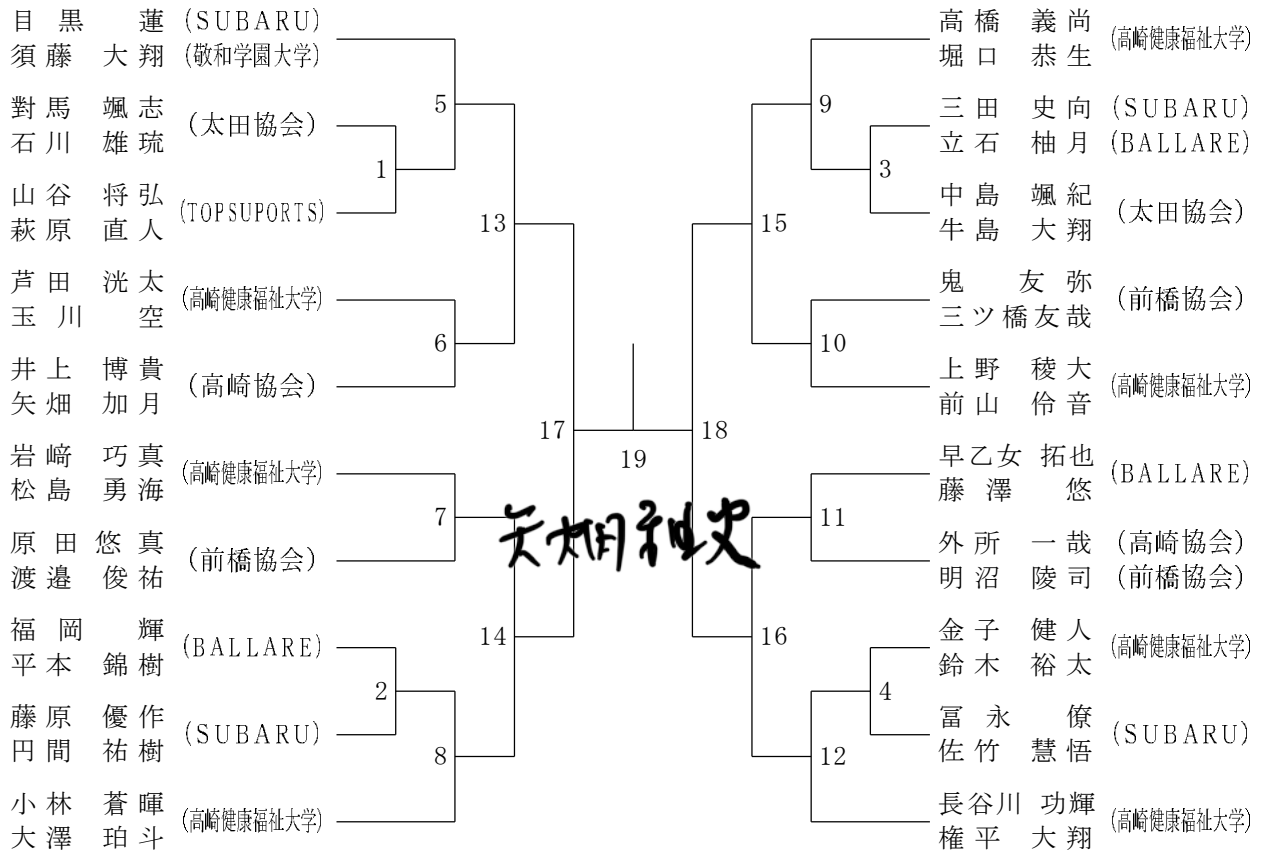 目黒 蓮 (SUBARU)
須藤 大翔 (敬和学園大学)
對馬 颯志
石川 雄琉
(太田協会)
山谷 将弘
萩原 直人
(TOPSUPORTS)
芦田 洸太
玉川 空
(高崎健康福祉大学)
井上 博貴
矢畑 加月
(高崎協会)
岩﨑 巧真
松島 勇海
(高崎健康福祉大学)
原田 悠真
渡邉 俊祐
(前橋協会)
福岡 輝
平本 錦樹
(BALLARE)
藤原 優作
円間 祐樹
(SUBARU)
小林 蒼暉
大澤 珀斗
(高崎健康福祉大学)
5
1
13
6
17
7
14
2
8
19
9
3
15
10
18
11
16
4
12
高橋 義尚
堀口 恭生
(高崎健康福祉大学)
三田 史向 (SUBARU)
立石 柚月 (BALLARE)
中島 颯紀
牛島 大翔
(太田協会)
鬼 友弥
三ツ橋友哉
(前橋協会)
上野 稜大
前山 伶音
(高崎健康福祉大学)
早乙女 拓也
藤澤 悠
(BALLARE)
外所 一哉 (高崎協会)
明沼 陵司 (前橋協会)
金子 健人
鈴木 裕太
(高崎健康福祉大学)
冨永 僚
佐竹 慧悟
(SUBARU)
長谷川 功輝
権平 大翔
(高崎健康福祉大学)